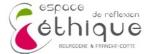 espace
de réflexion
éthique
BOURGOGNE & FRANCHE-COMTÉ